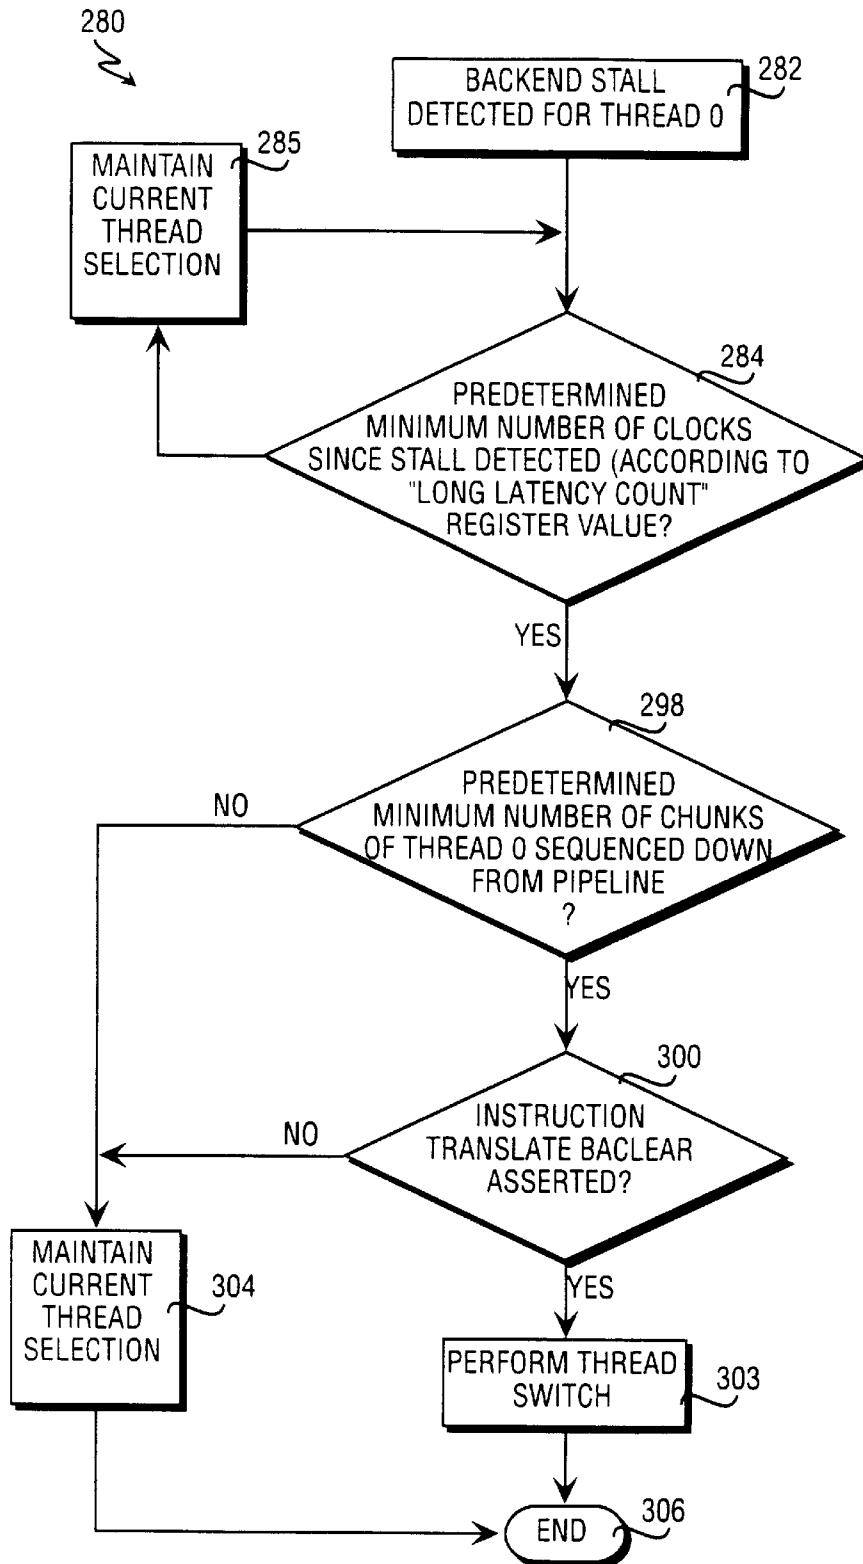 280
BACKEND STALL
DETECTED FOR THREAD 0
282
MAINTAIN
CURRENT
THREAD
SELECTION
285
284
PREDETERMINED
MINIMUM NUMBER OF CLOCKS
SINCE STALL DETECTED (ACCORDING TO
"LONG LATENCY COUNT"
REGISTER VALUE?
YES
298
PREDETERMINED
MINIMUM NUMBER OF CHUNKS
OF THREAD 0 SEQUENCED DOWN
FROM PIPELINE
?
NO
YES
300
INSTRUCTION
TRANSLATE BACLEAR
ASSERTED?
NO
YES
MAINTAIN
CURRENT
THREAD
SELECTION
304
PERFORM THREAD
SWITCH
303
END
306